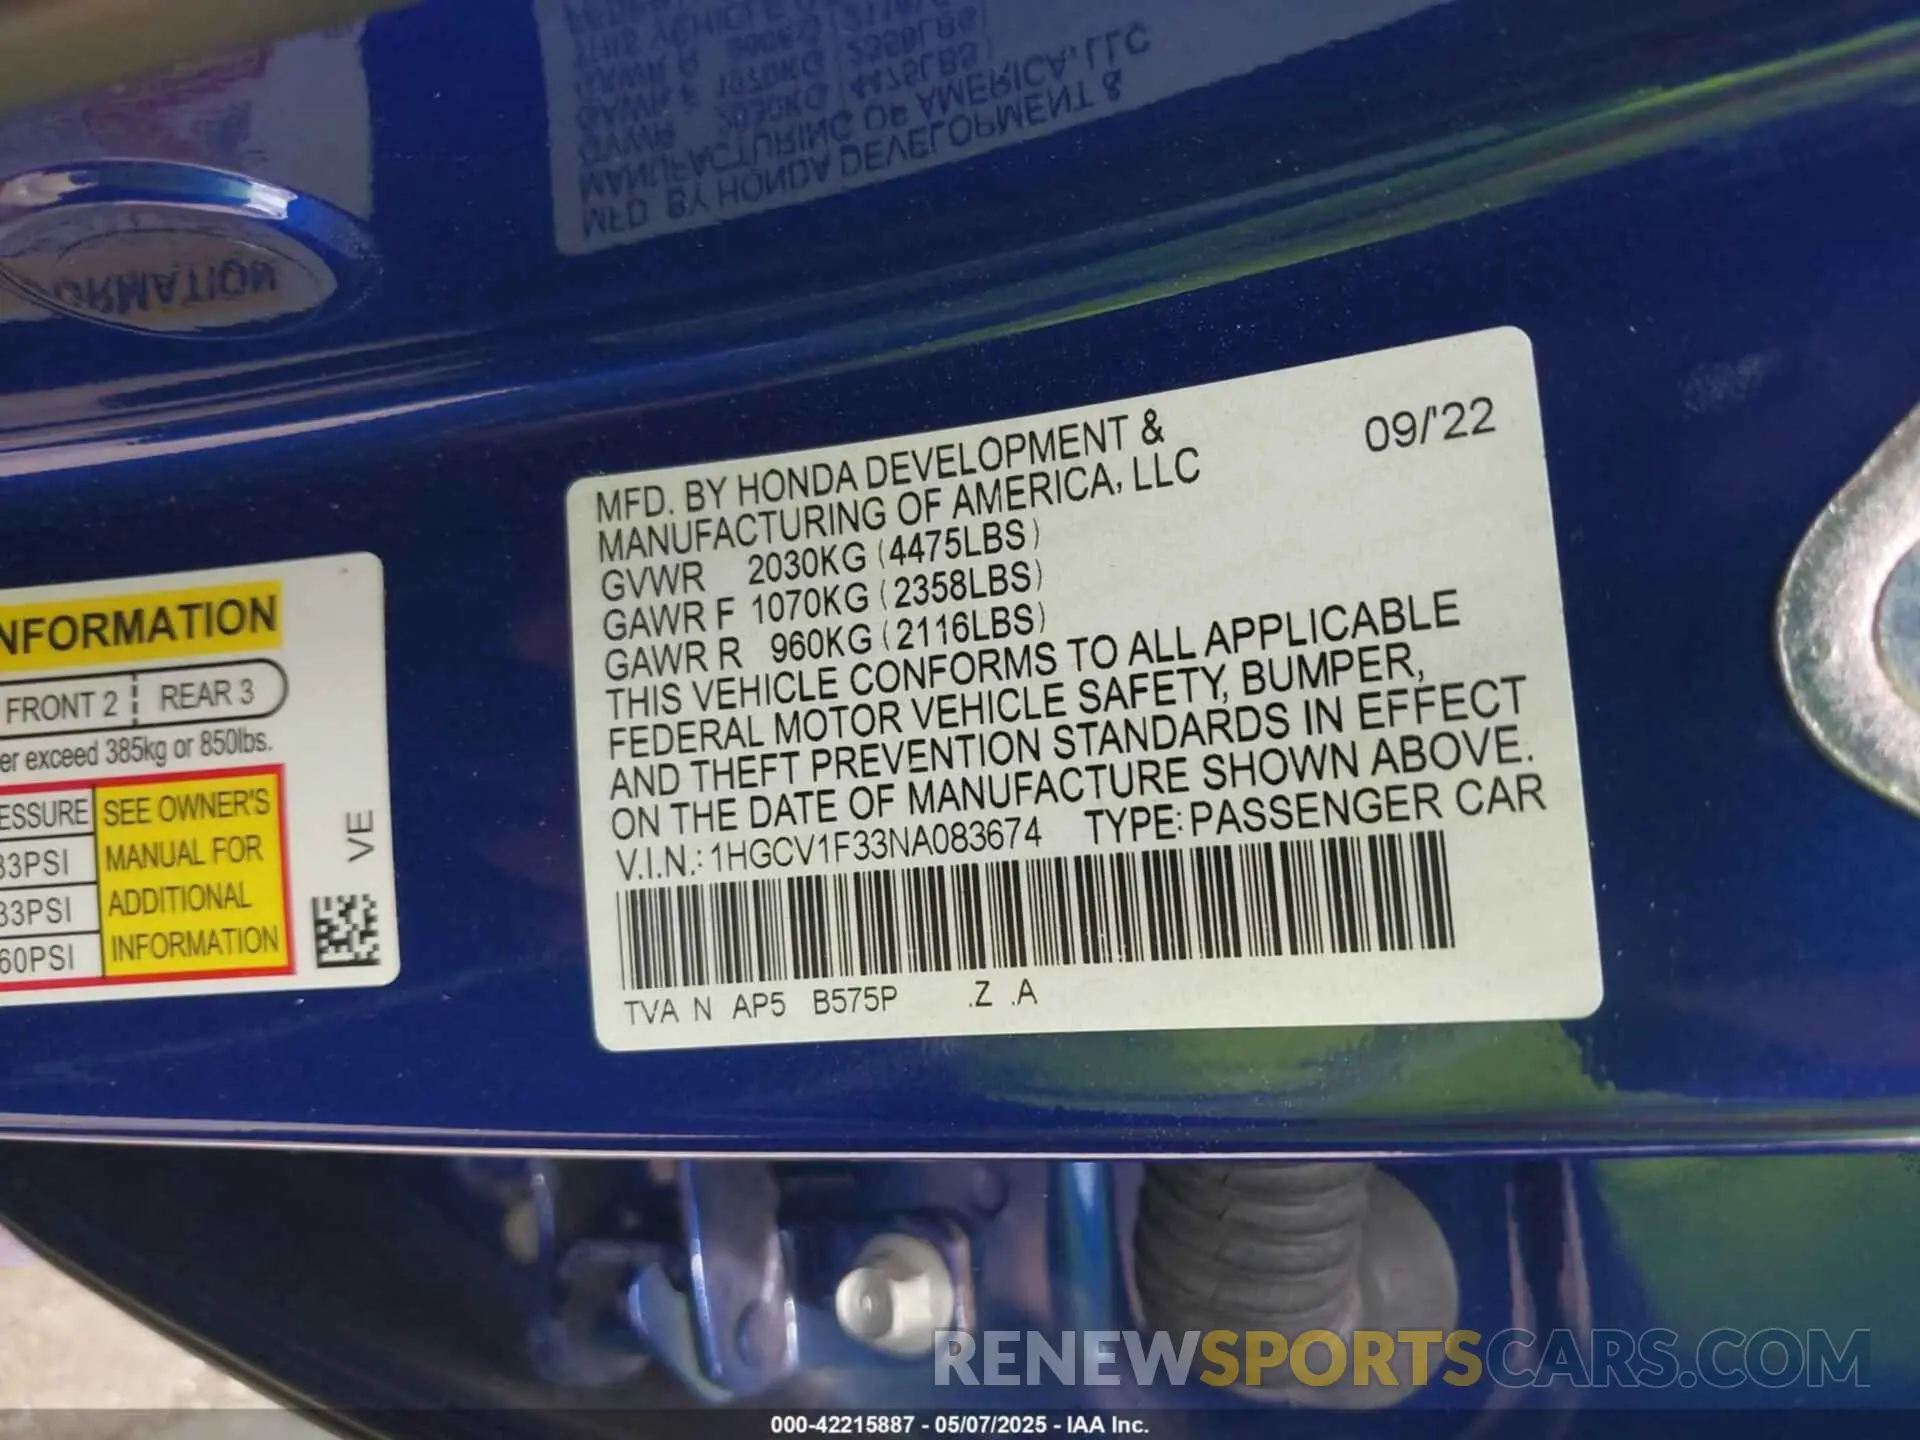 MFD. BY HONDA DEVELOPMENT &
MANUFACTURING OF AMERICA, LLC
09/'22
GVWR 2030KG (4475LBS)
GAWR F 1070KG (2358LBS)
GAWR R 960KG (2116LBS)
THIS VEHICLE CONFORMS TO ALL APPLICABLE
FEDERAL MOTOR VEHICLE SAFETY, BUMPER,
AND THEFT PREVENTION STANDARDS IN EFFECT
ON THE DATE OF MANUFACTURE SHOWN ABOVE.
V.I.N.: 1HGCV1F33NA083674 TYPE: PASSENGER CAR
TVA N AP5 B575P .Z .A
NFORMATION
FRONT 2 REAR 3
er exceed 385kg or 850lbs.
ESSURE
33PSI
33PSI
60PSI
SEE OWNER'S
MANUAL FOR
ADDITIONAL
INFORMATION
VE
RENEWSPORTSCARS.COM
000-42215887 - 05/07/2025 - IAA Inc.